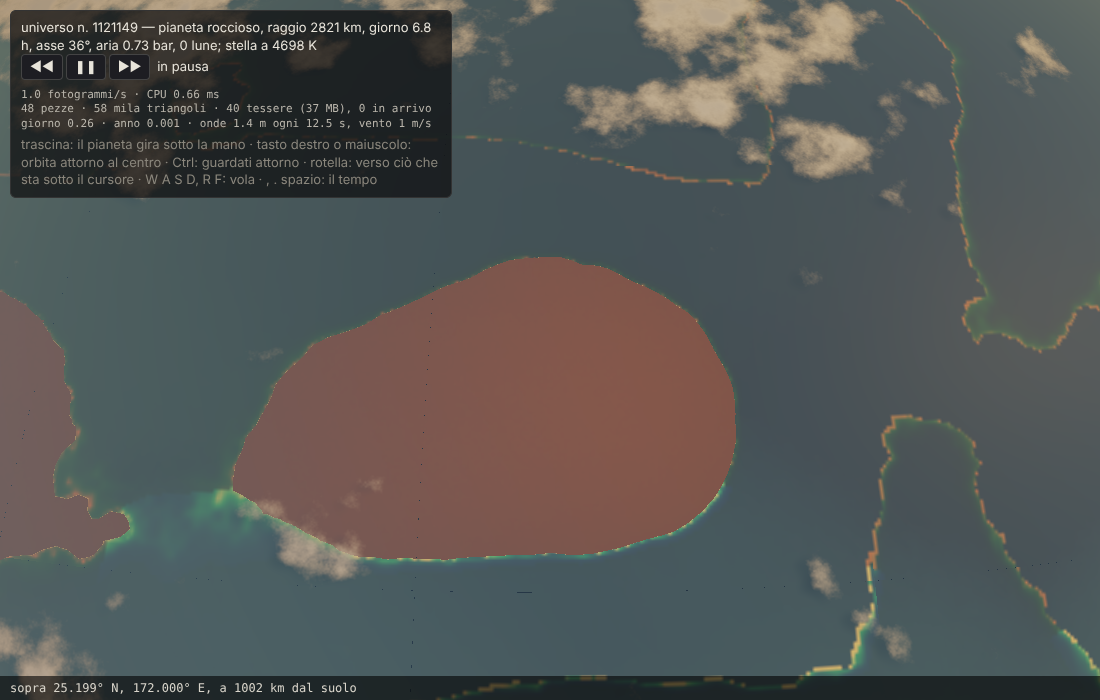 universo n. 1121149 — pianeta roccioso, raggio 2821 km, giorno 6.8
h, asse 36°, aria 0.73 bar, 0 lune; stella a 4698 K
in pausa
1.0 fotogrammi/s · CPU 0.66 ms
48 pezze · 58 mila triangoli · 40 tessere (37 MB), 0 in arrivo
giorno 0.26 · anno 0.001 · onde 1.4 m ogni 12.5 s, vento 1 m/s
trascina: il pianeta gira sotto la mano · tasto destro o maiuscolo:
orbita attorno al centro · Ctrl: guardati attorno · rotella: verso ciò che
sta sotto il cursore · W A S D, R F: vola · , . spazio: il tempo
sopra 25.199° N, 172.000° E, a 1002 km dal suolo